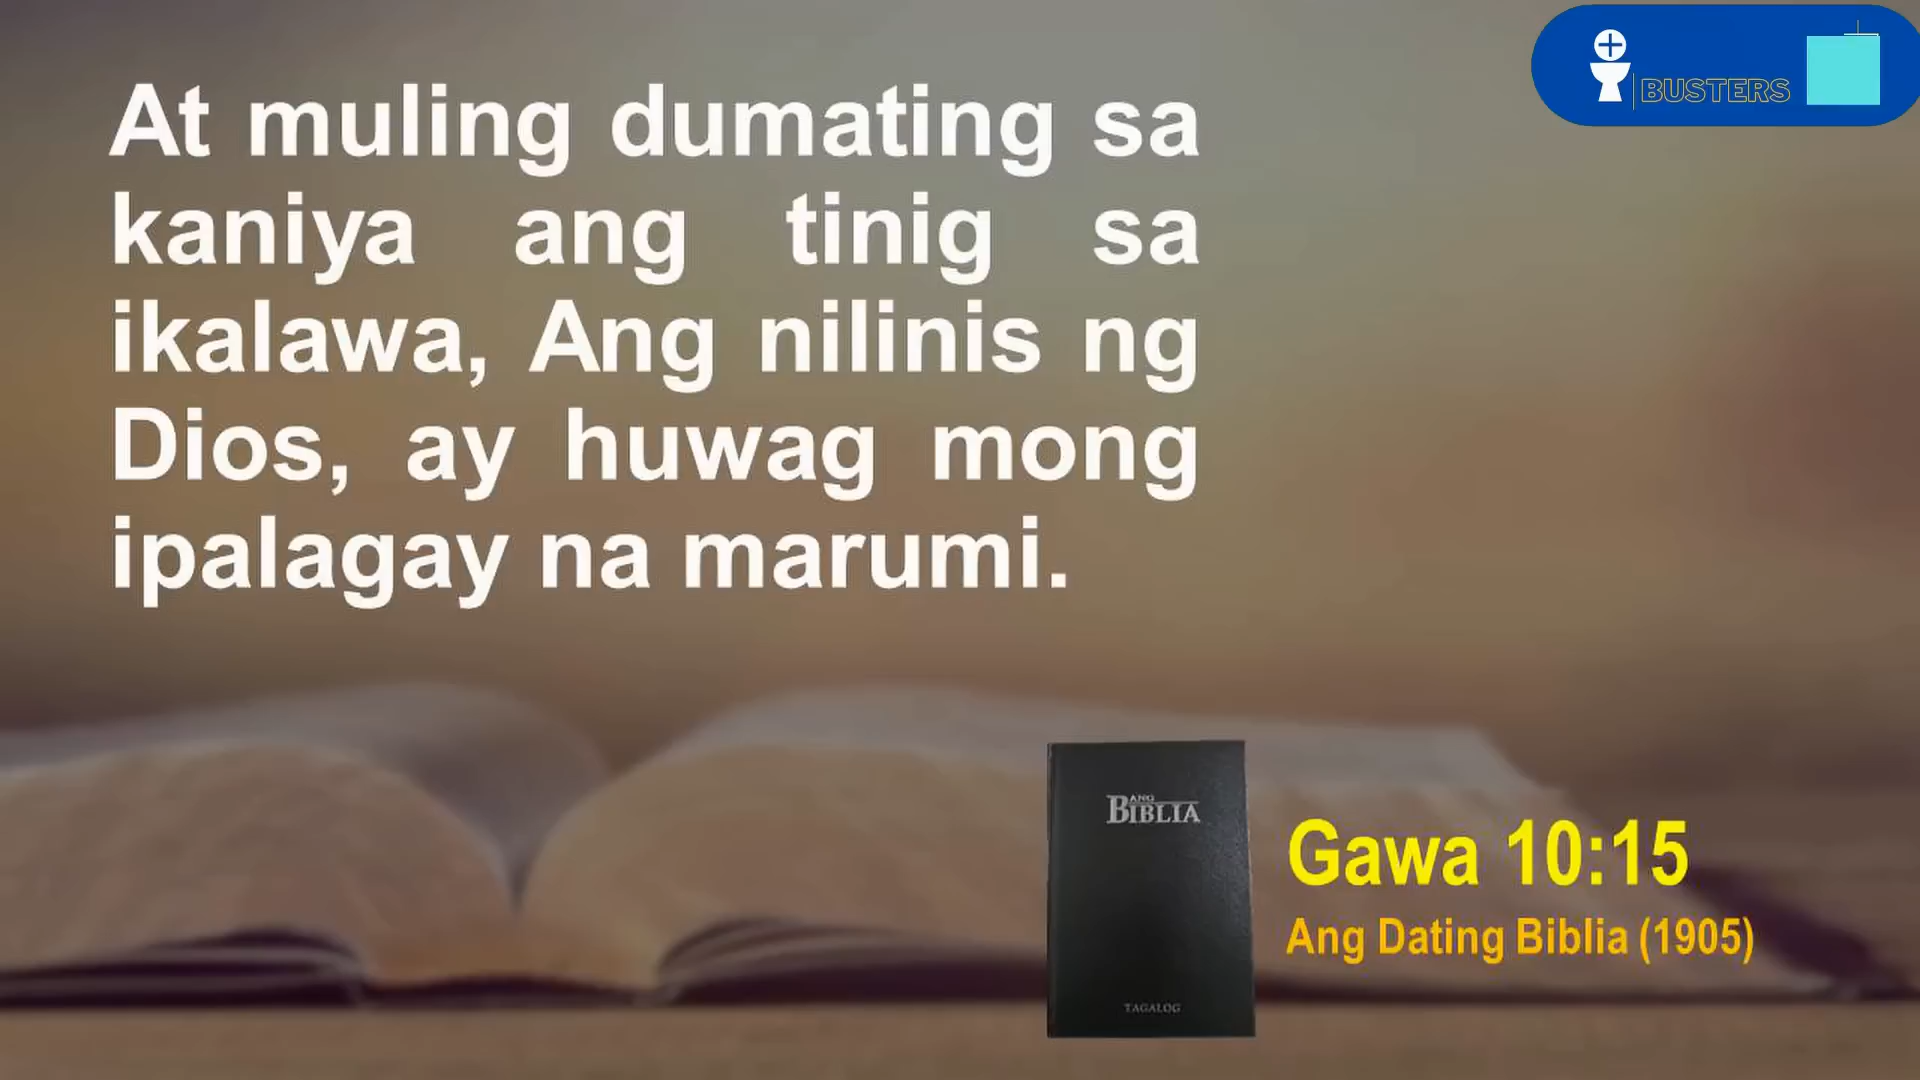 BUSTERS
At muling dumating sa
kaniya ang tinig sa
ikalawa, Ang nilinis ng
Dios, ay huwag mong
ipalagay na marumi.
ANG
BIBLIA
TAGALOG
Gawa 10:15
Ang Dating Biblia (1905)